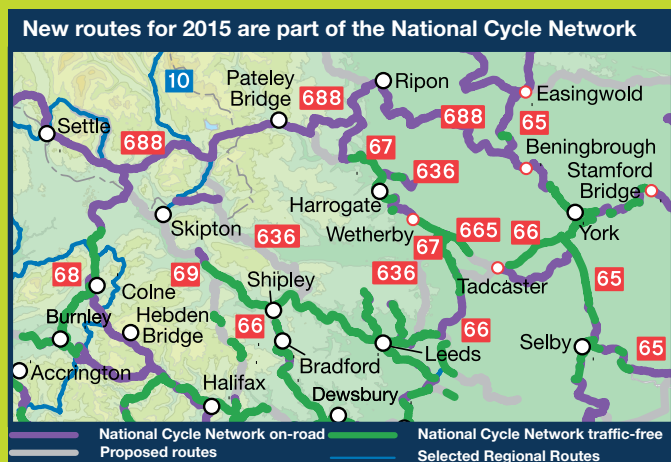 New routes for 2015 are part of the National Cycle Network
10
Pateley
Bridge
688
Ripon
Easingwold
Settle
688
688
65
Beningbrough
67
Stamford
Bridge
636
Harrogate
Skipton
Wetherby
665
66
York
636
67
68
69
636
Tadcaster
Shipley
65
Colne
Hebden
Bridge
66
66
Burnley
Leeds
Selby
65
Bradford
Accrington
Halifax
Dewsbury
National Cycle Network on-road
National Cycle Network traffic-free
Proposed routes
Selected Regional Routes